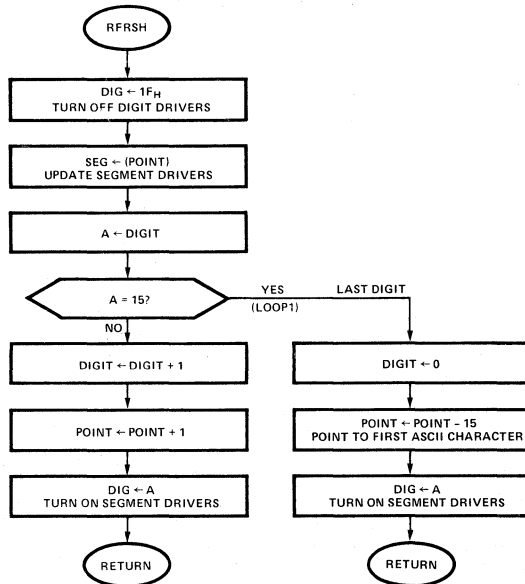 RFRSH
DIG ← 1FH
TURN OFF DIGIT DRIVERS
SEG ← (POINT)
UPDATE SEGMENT DRIVERS
A ← DIGIT
A = 15?
YES
(LOOP1)
LAST DIGIT
NO
DIGIT ← DIGIT + 1
POINT ← POINT + 1
DIG ← A
TURN ON SEGMENT DRIVERS
RETURN
DIGIT ← 0
POINT ← POINT - 15
POINT TO FIRST ASCII CHARACTER
DIG ← A
TURN ON SEGMENT DRIVERS
RETURN